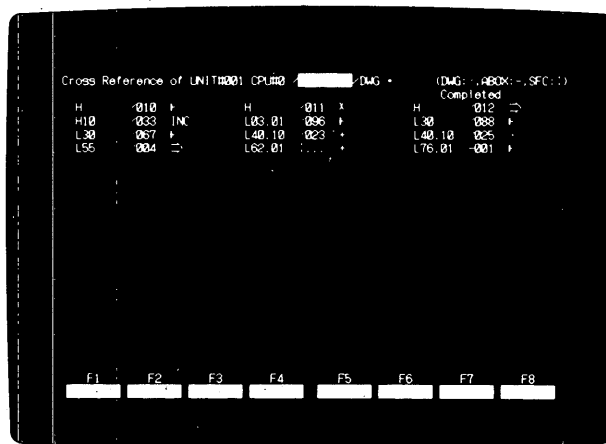 Cross Reference of UNIT#001 CPU#0 / /DWG * (DWG: ,ABOX:-,SFC: )
Completed
H 010 H 011 X H 012 ⇒
H10 033 INC L03.01 096 L30 088
L30 067 L40.10 023 L40.10 025
L55 004 ⇒ L62.01 ... L76.01 -001
F1 F2 F3 F4 F5 F6 F7 F8